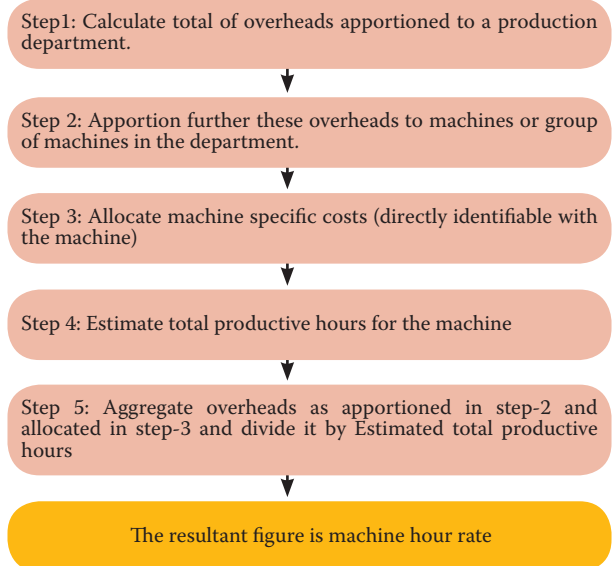 Step1: Calculate total of overheads apportioned to a production
department.
Step 2: Apportion further these overheads to machines or group
of machines in the department.
Step 3: Allocate machine specific costs (directly identifiable with
the machine)
Step 4: Estimate total productive hours for the machine
Step 5: Aggregate overheads as apportioned in step-2 and
allocated in step-3 and divide it by Estimated total productive
hours
The resultant figure is machine hour rate